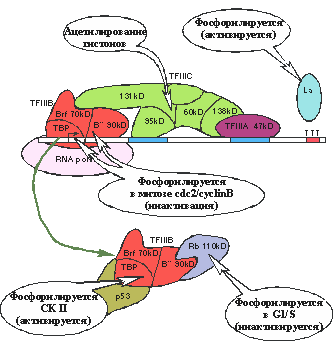 Фосфорилируется
(активируется)
Ацетилирование
гистонов
TFIIIC
131kD
La
TFIIIB
Brf 70kD
TBP
B'' 90kD
95kD
60kD
138kD
TFIIIA 47kD
TTT
RNA pol III
Фосфорилируется
в митозе cdc2/cyclinB
(инактивация)
TFIIIB
Brf 70kD
TBP
B'' 90kD
Rb 110kD
p53
Фосфорилируется
CK II
(активируется)
Фосфорилируется
в G1/S
(инактивируется)